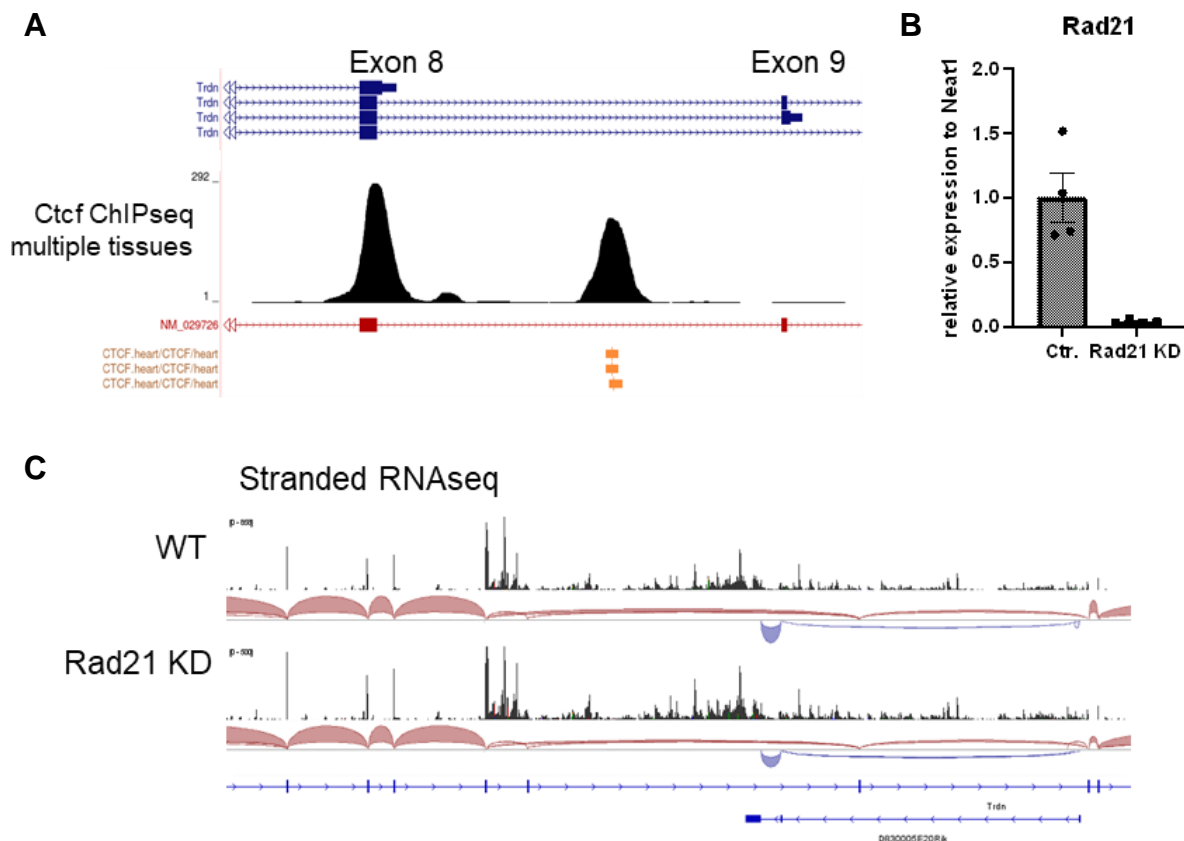 A
Exon 8
Exon 9
Trdn
Trdn
Trdn
Trdn
292
Ctcf ChIPseq
multiple tissues
1
NM_029726
CTCF.heart/CTCF/heart
CTCF.heart/CTCF/heart
CTCF.heart/CTCF/heart
B
Rad21
relative expression to Neat1
2.0
1.5
1.0
0.5
0.0
Ctr.
Rad21 KD
C
Stranded RNAseq
WT
Rad21 KD
Trdn